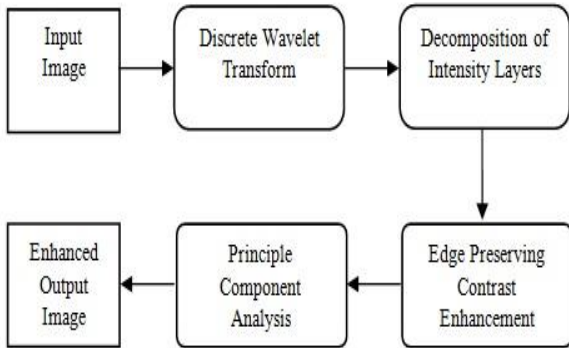 Input
Image
Discrete Wavelet
Transform
Decomposition of
Intensity Layers
Edge Preserving
Contrast
Enhancement
Principle
Component
Analysis
Enhanced
Output
Image